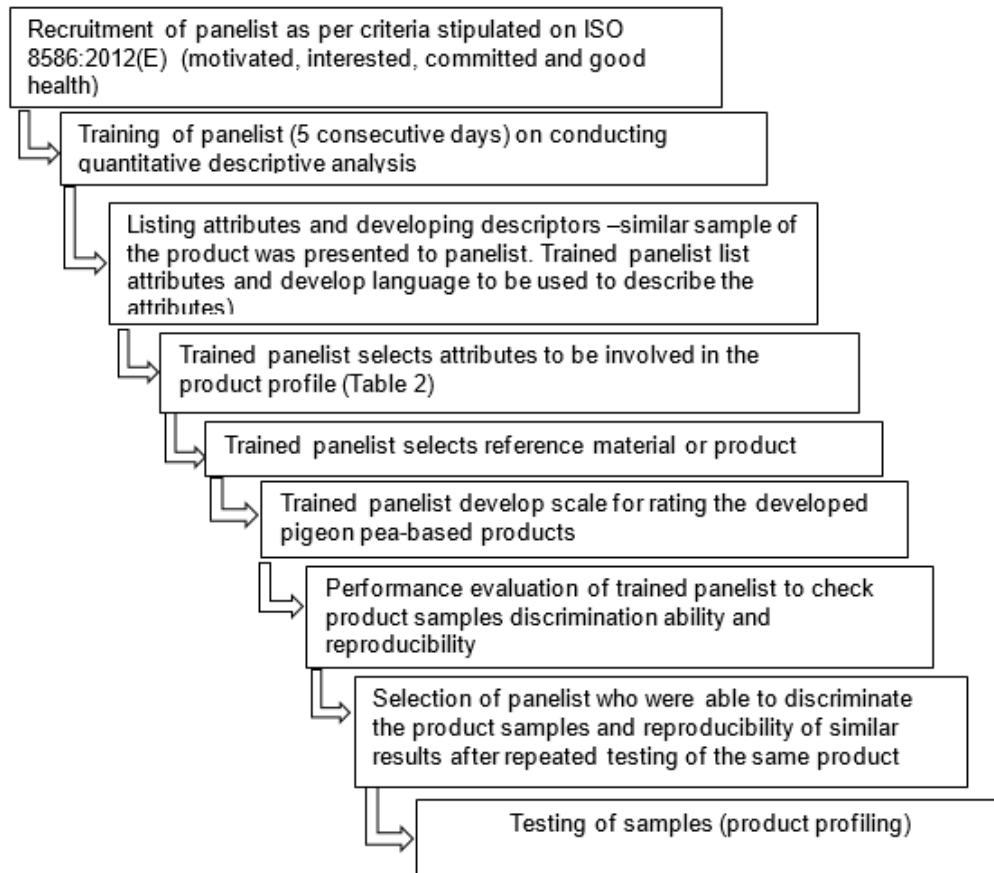 Recruitment of panelist as per criteria stipulated on ISO
8586:2012(E) (motivated, interested, committed and good
health)
Training of panelist (5 consecutive days) on conducting
quantitative descriptive analysis
Listing attributes and developing descriptors –similar sample of
the product was presented to panelist. Trained panelist list
attributes and develop language to be used to describe the
attributes)
Trained panelist selects attributes to be involved in the
product profile (Table 2)
Trained panelist selects reference material or product
Trained panelist develop scale for rating the developed
pigeon pea-based products
Performance evaluation of trained panelist to check
product samples discrimination ability and
reproducibility
Selection of panelist who were able to discriminate
the product samples and reproducibility of similar
results after repeated testing of the same product
Testing of samples (product profiling)